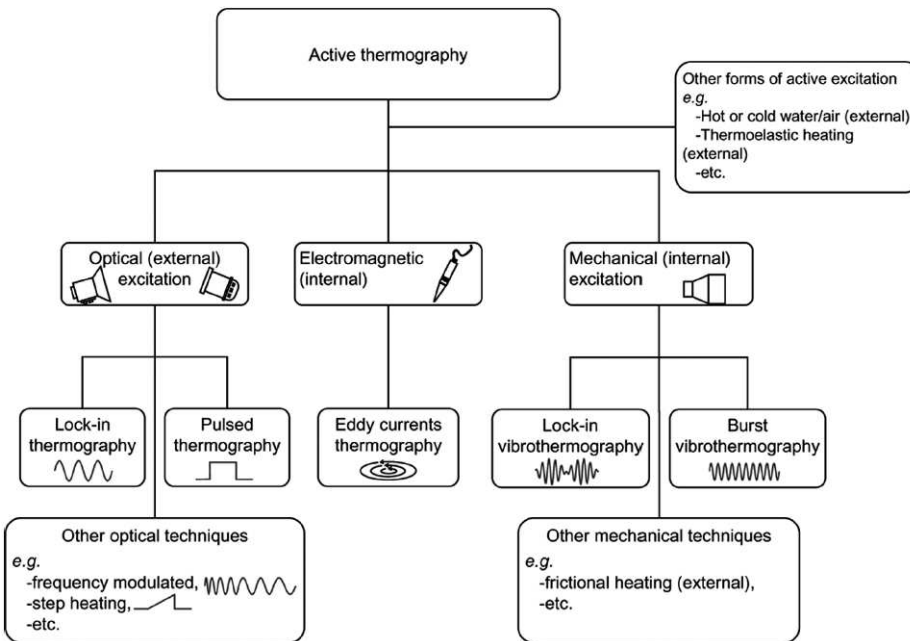 Active thermography
Other forms of active excitation
e.g.
-Hot or cold water/air (external)
-Thermoelastic heating
(external)
-etc.
Optical (external)
excitation
Electromagnetic
(internal)
Mechanical (internal)
excitation
Lock-in
thermography
Pulsed
thermography
Eddy currents
thermography
Lock-in
vibrothermography
Burst
vibrothermography
Other optical techniques
e.g.
-frequency modulated,
-step heating,
-etc.
Other mechanical techniques
e.g.
-frictional heating (external),
-etc.